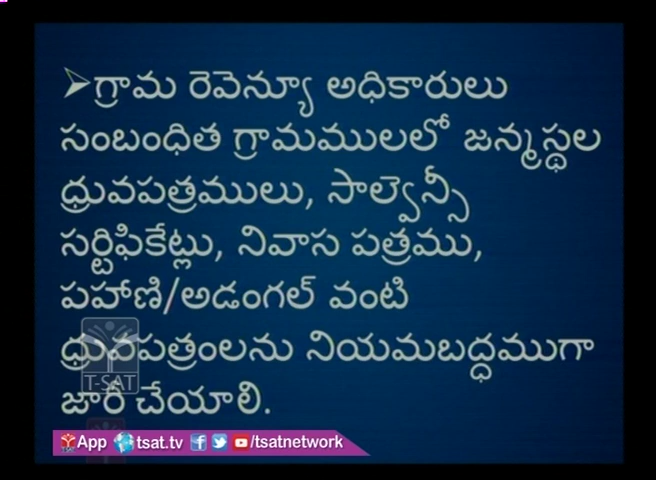 ➢గ్రామ రెవెన్యూ అధికారులు
సంబంధిత గ్రామములలో జన్మస్థల
ధ్రువపత్రములు, సాల్వెన్సీ
సర్టిఫికేట్లు, నివాస పత్రము,
పహాణి/అడంగల్ వంటి
ధ్రువపత్రంలను నియమబద్ధముగా
జారీ చేయాలి.
T-SAT
App tsat.tv /tsatnetwork